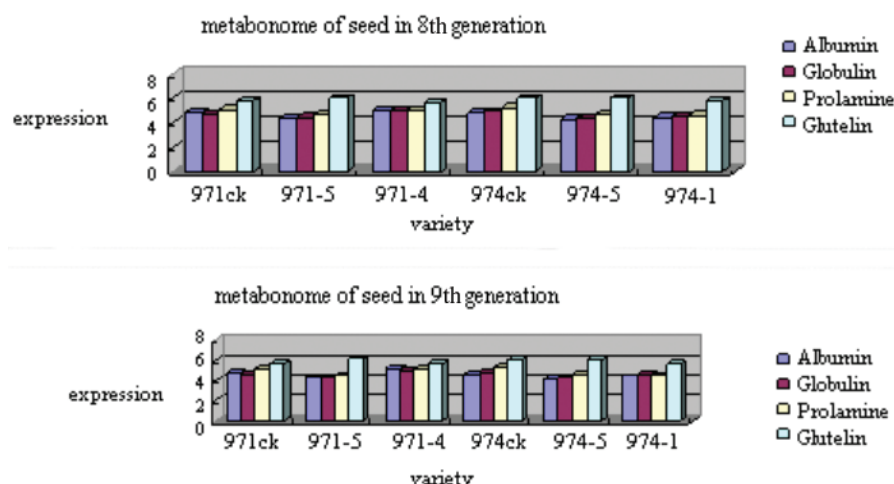 metabonome of seed in 8th generation
Albumin
Globulin
Prolamine
Glutelin
expression
8
6
4
2
0
971ck 971-5 971-4 974ck 974-5 974-1
variety
metabonome of seed in 9th generation
8
6
4
2
0
expression
Albumin
Globulin
Prolamine
Glutelin
971ck 971-5 971-4 974ck 974-5 974-1
variety